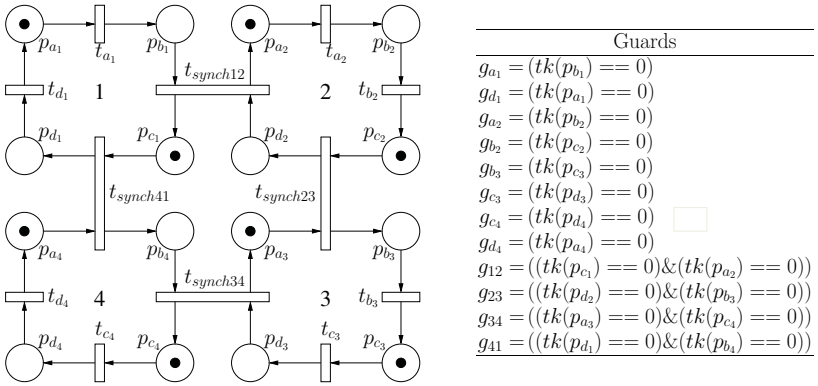 p_{a_1} t_{a_1} p_{b_1} p_{a_2} t_{a_2} p_{b_2}
t_{synch12}
t_{d_1} 1 2 t_{b_2}
p_{d_1} p_{c_1} p_{d_2} p_{c_2}
t_{synch41} t_{synch23}
p_{a_4} p_{b_4} p_{a_3} p_{b_3}
t_{synch34}
t_{d_4} 4 3 t_{b_3}
p_{d_4} t_{c_4} p_{c_4} p_{d_3} t_{c_3} p_{c_3}
Guards
g_{a_1} = (tk(p_{b_1}) == 0)
g_{d_1} = (tk(p_{a_1}) == 0)
g_{a_2} = (tk(p_{b_2}) == 0)
g_{b_2} = (tk(p_{c_2}) == 0)
g_{b_3} = (tk(p_{c_3}) == 0)
g_{c_3} = (tk(p_{d_3}) == 0)
g_{c_4} = (tk(p_{d_4}) == 0)
g_{d_4} = (tk(p_{a_4}) == 0)
g_{12} = ((tk(p_{c_1}) == 0)&(tk(p_{a_2}) == 0))
g_{23} = ((tk(p_{d_2}) == 0)&(tk(p_{b_3}) == 0))
g_{34} = ((tk(p_{a_3}) == 0)&(tk(p_{c_4}) == 0))
g_{41} = ((tk(p_{d_1}) == 0)&(tk(p_{b_4}) == 0))